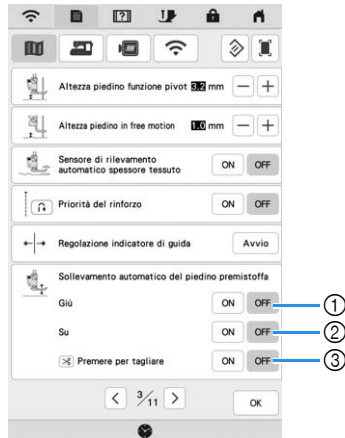 Altezza piedino funzione pivot 3.2 mm − +
Altezza piedino in free motion 1.0 mm − +
Sensore di rilevamento
automatico spessore tessuto ON OFF
Priorità del rinforzo ON OFF
Regolazione indicatore di guida Avvio
Sollevamento automatico del piedino premistoffa
Giù ON OFF ①
Su ON OFF ②
Premere per tagliare ON OFF ③
< 3/11 > OK